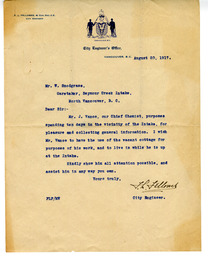 City Engineer's Office,
VANCOUVER, B.C.
August 20, 1917.
Mr. W. Snodgrass,
Caretaker, Seymour Creek Intake,
North Vancouver, B. C.
Dear Sir:-
Mr. J. Vance, our Chief Chemist, purposes
spending two days in the vicinity of the Intake, for
pleasure and collecting general information. I wish
Mr. Vance to have the use of the vacant cottage for
purposes of his work, and to live in while he is up
at the Intake.
Kindly show him all attention possible, and
assist him in any way you can.
Yours truly,
City Engineer.